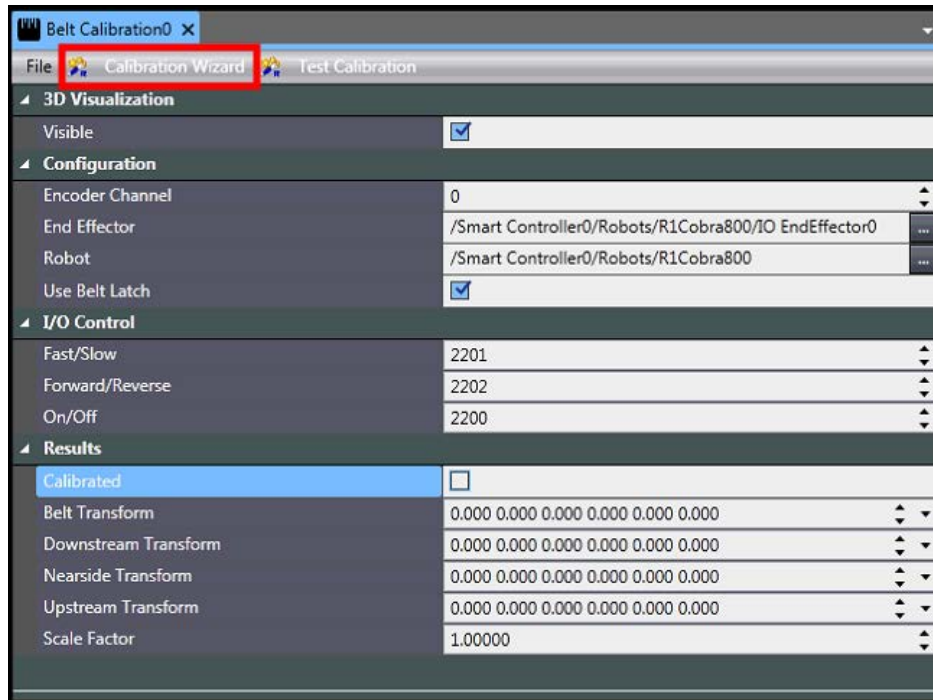 Belt Calibration0
File Calibration Wizard Test Calibration
3D Visualization
Visible
Configuration
Encoder Channel 0
End Effector /Smart Controller0/Robots/R1Cobra800/IO EndEffector0 ...
Robot /Smart Controller0/Robots/R1Cobra800 ...
Use Belt Latch
I/O Control
Fast/Slow 2201
Forward/Reverse 2202
On/Off 2200
Results
Calibrated
Belt Transform 0.000 0.000 0.000 0.000 0.000 0.000
Downstream Transform 0.000 0.000 0.000 0.000 0.000 0.000
Nearside Transform 0.000 0.000 0.000 0.000 0.000 0.000
Upstream Transform 0.000 0.000 0.000 0.000 0.000 0.000
Scale Factor 1.00000